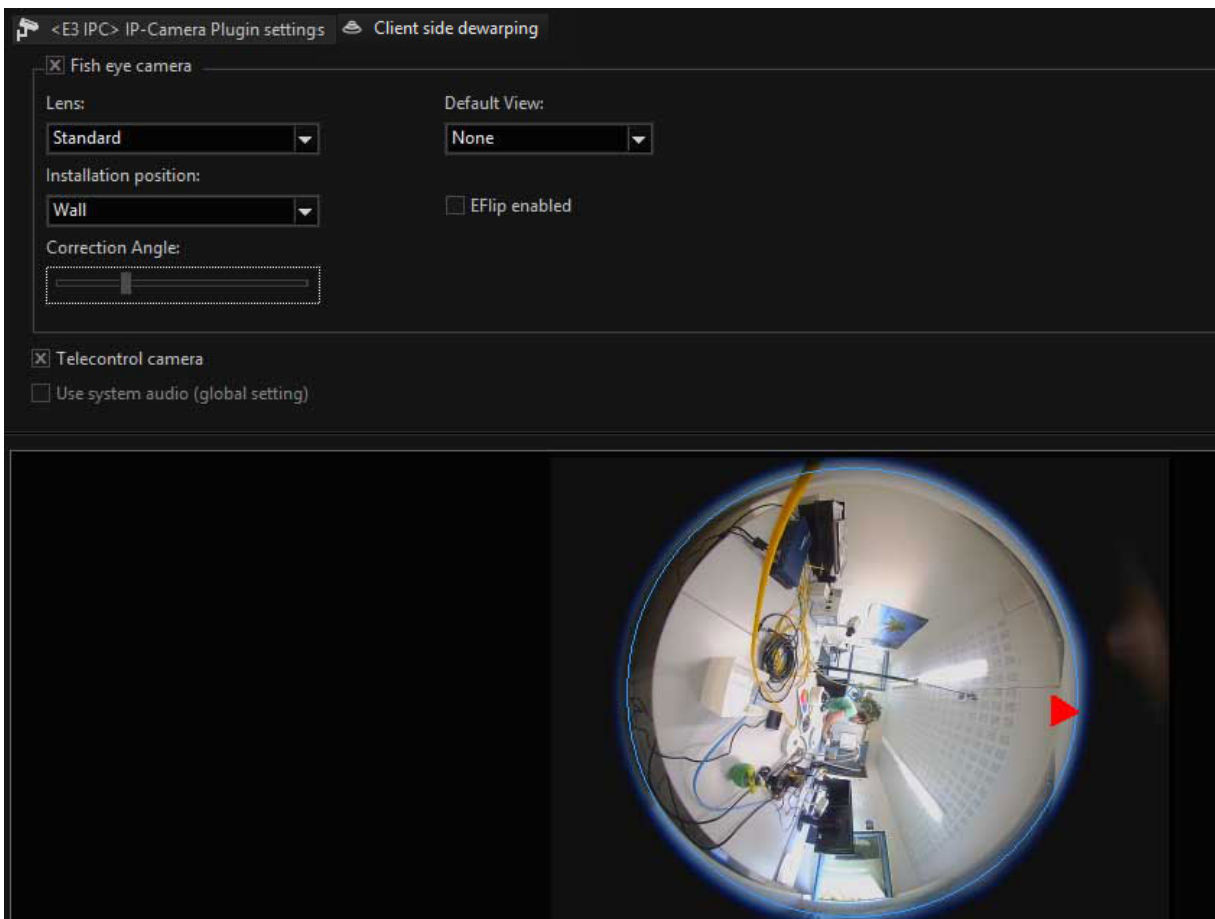 <E3 IPC> IP-Camera Plugin settings
Client side dewarping
Fish eye camera
Lens:
Default View:
Standard
None
Installation position:
Wall
EFlip enabled
Correction Angle:
Telecontrol camera
Use system audio (global setting)